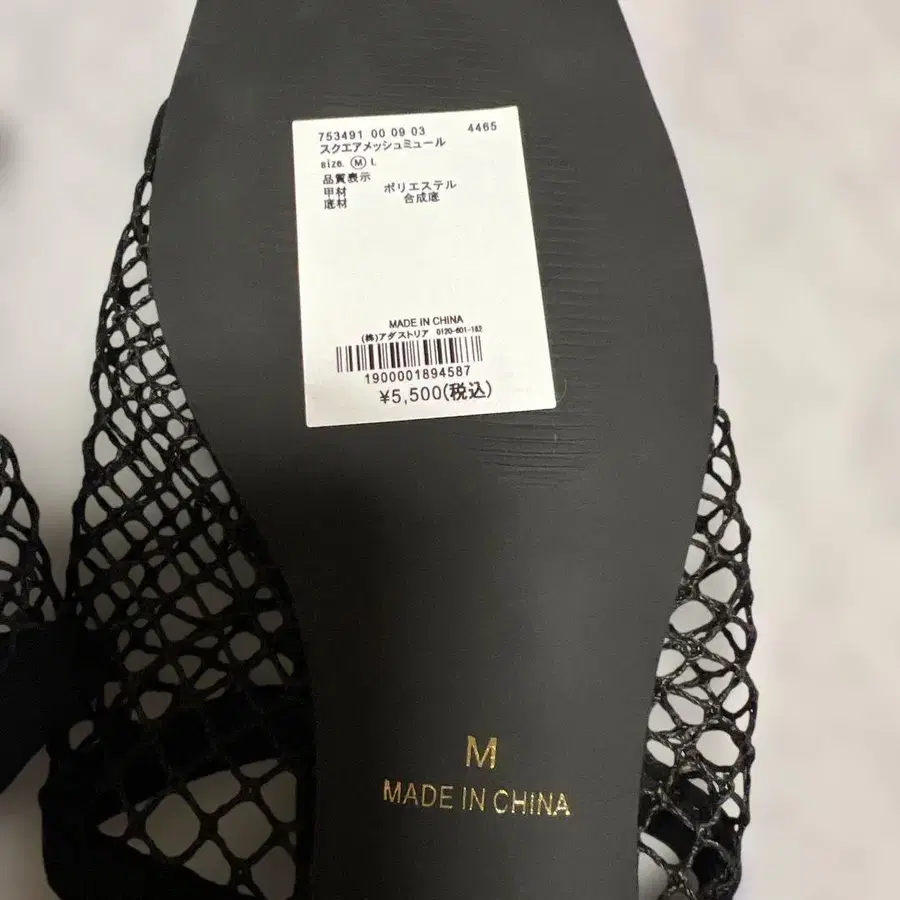 753491 00 09 03 4465
スクエアメッシュミュール
size. Ⓜ L
品質表示
甲材 ポリエステル
底材 合成底
MADE IN CHINA
(株)アダストリア 0120-601-162
1900001894587
¥5,500(税込)
M
MADE IN CHINA